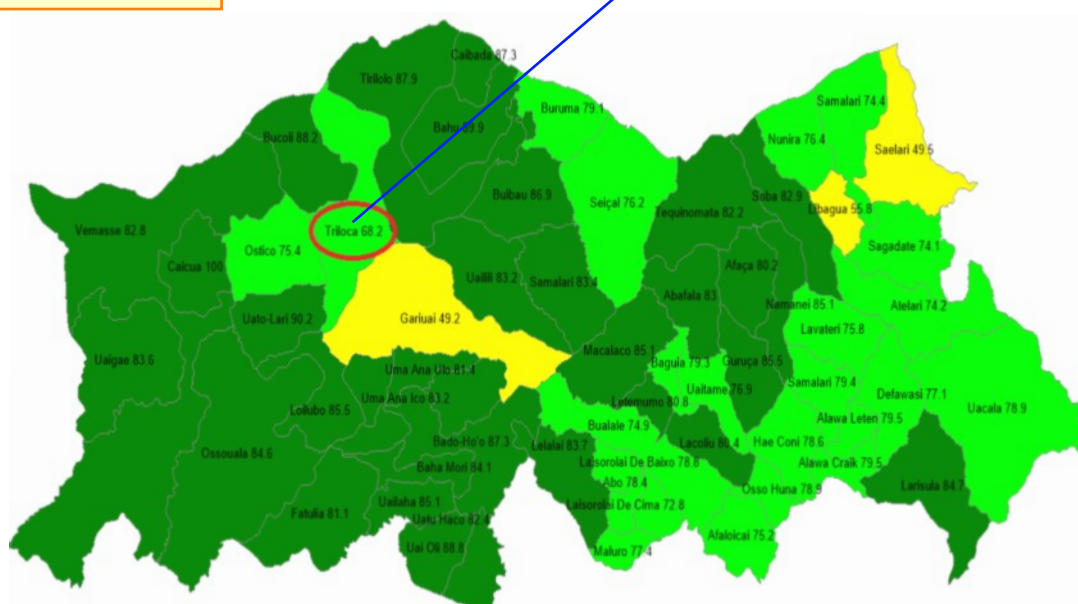 Caibada 87.3
Tirilolo 87.9
Samalari 74.4
Buruma 79.1
Bahu 89.9
Bucoli 88.2
Nunira 76.4
Saelari 49.5
Buibau 86.9
Soba 82.9
Seiçal 76.2
Libagua 55.8
Tequinomata 82.2
Vemasse 82.8
Triloca 68.2
Ostico 75.4
Sagadate 74.1
Caicua 100
Afaça 80.2
Uailili 83.2
Samalari 83.4
Abafala 83
Namanei 85.1
Atelari 74.2
Uato-Lari 90.2
Gariuai 49.2
Lavateri 75.8
Macalaco 85.1
Uaigae 83.6
Baguia 79.3
Guruça 85.5
Uma Ana Ulo 81.4
Samalari 79.4
Uaitame 76.9
Defawasi 77.1
Uma Ana Ico 83.2
Letemumo 80.8
Uacala 78.9
Loilubo 85.5
Alawa Leten 79.5
Bualale 74.9
Bado-Ho'o 87.3
Lelalai 83.7
Lacoliu 80.4
Hae Coni 78.6
Ossouala 84.6
Laisorolai De Baixo 78.8
Alawa Craik 79.5
Baha Mori 84.1
Abo 78.4
Osso Huna 78.9
Larisula 84.7
Uailaha 85.1
Laisorolai De Cima 72.8
Fatulia 81.1
Uatu Haco 82.4
Afaloicai 75.2
Uai Oli 88.8
Maluro 77.4